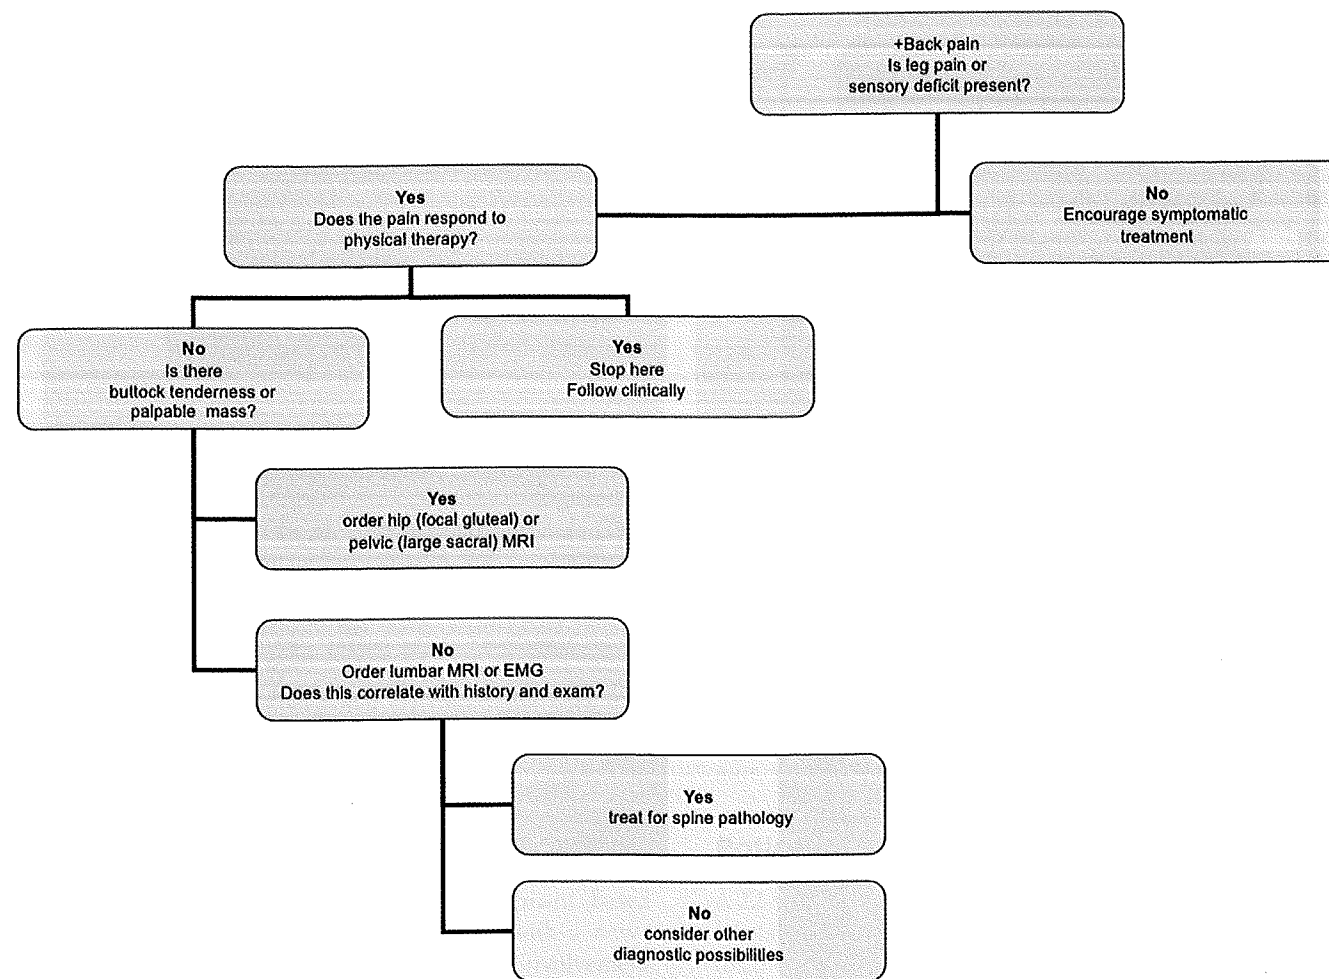 +Back pain
Is leg pain or
sensory deficit present?
Yes
Does the pain respond to
physical therapy?
No
Encourage symptomatic
treatment
No
Is there
buttock tenderness or
palpable mass?
Yes
Stop here
Follow clinically
Yes
order hip (focal gluteal) or
pelvic (large sacral) MRI
No
Order lumbar MRI or EMG
Does this correlate with history and exam?
Yes
treat for spine pathology
No
consider other
diagnostic possibilities